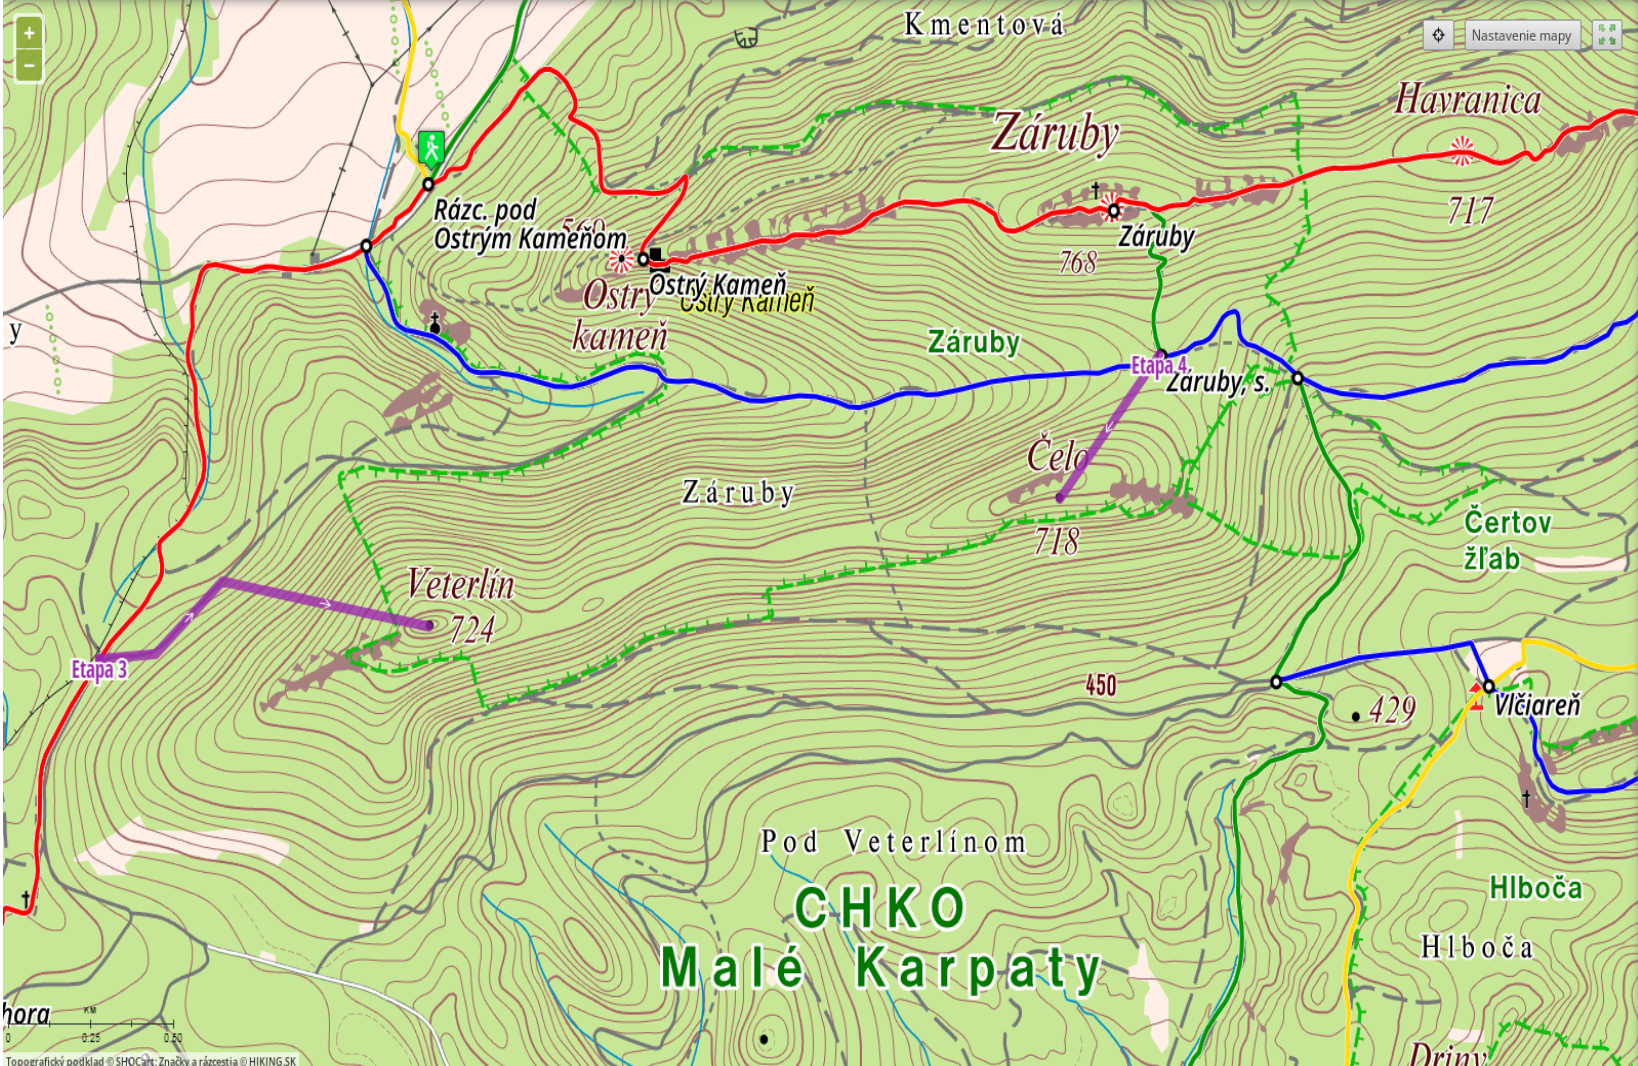 Kmentová
Nastavenie mapy
Havranica
Záruby
717
Rázc. pod
Ostrým Kameňom
569
Záruby
768
Ostrý Kameň
Ostrý Kameň
Ostrý
kameň
y
Záruby
Etapa 4
Záruby, s.
Čelo
Záruby
718
Čertov
žľab
Veterlín
724
Etapa 3
450
429
Vlčiareň
Pod Veterlínom
CHKO
Malé Karpaty
Hlboča
Hlboča
hora
KM
0 0.25 0.50
Driny
Topografický podklad © SHOCart; Značky a rázcestia © HIKING.SK